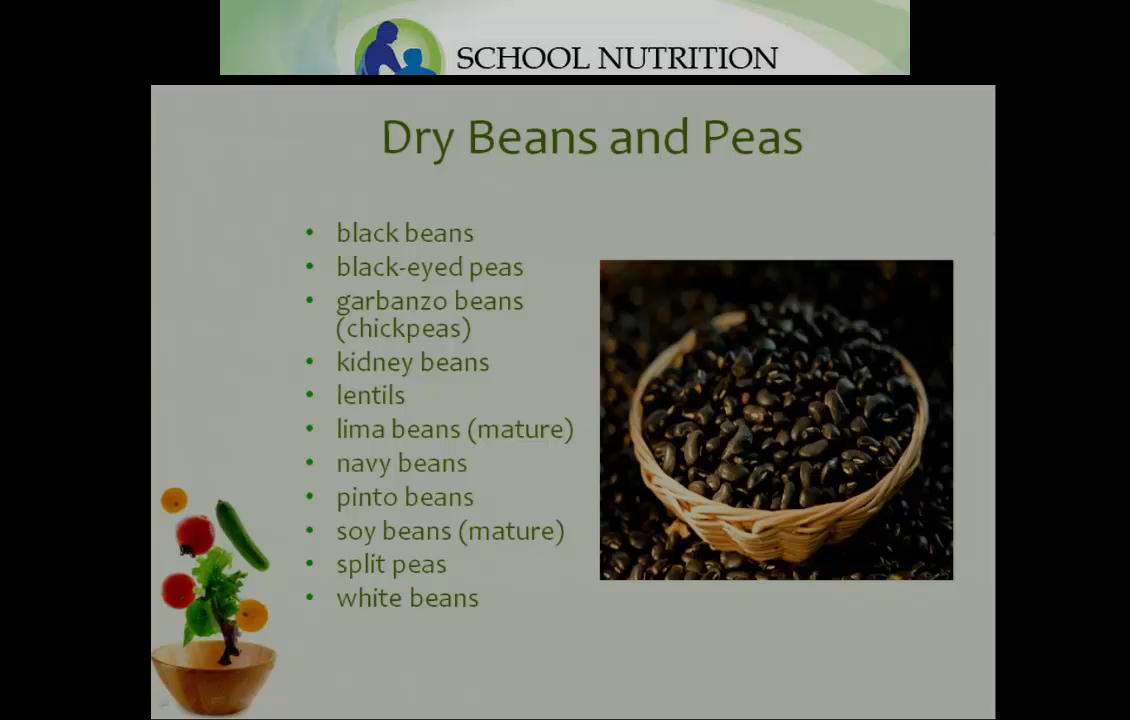 SCHOOL NUTRITION
Dry Beans and Peas
• black beans
• black-eyed peas
• garbanzo beans
(chickpeas)
• kidney beans
• lentils
• lima beans (mature)
• navy beans
• pinto beans
• soy beans (mature)
• split peas
• white beans